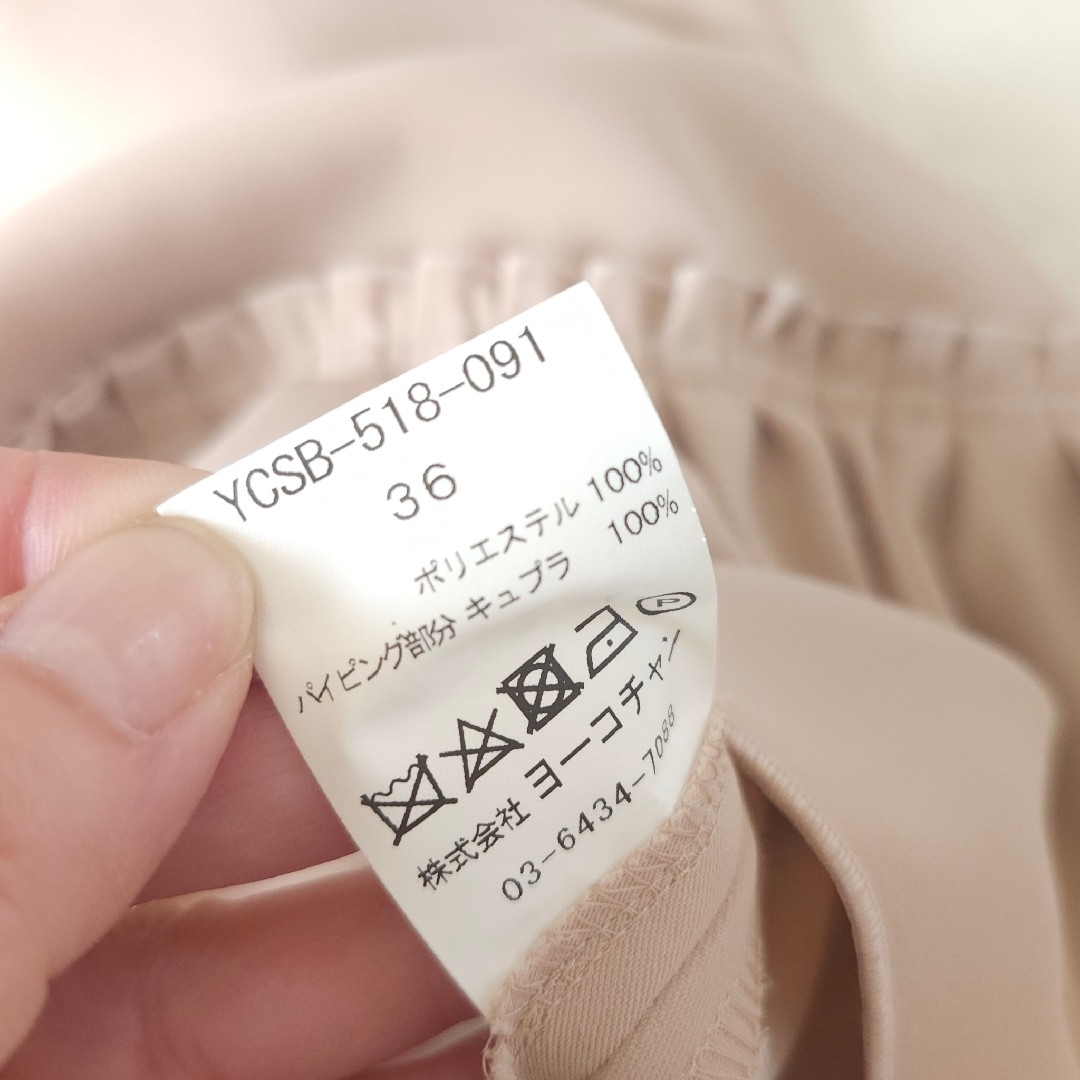 YCSB-518-091
36
ポリエステル 100%
パイピング部分 キュプラ 100%
P
株式会社 ヨーコチャン
03-6434-7088